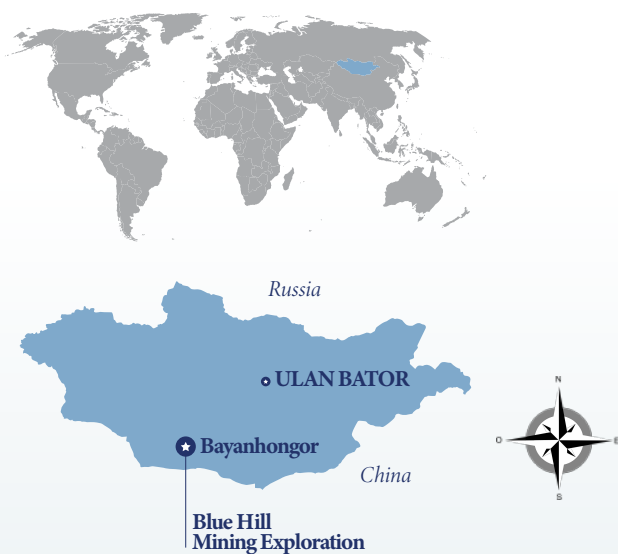 Russia
ULAN BATOR
Bayanhongor
China
Blue Hill
Mining Exploration
N
O
E
S